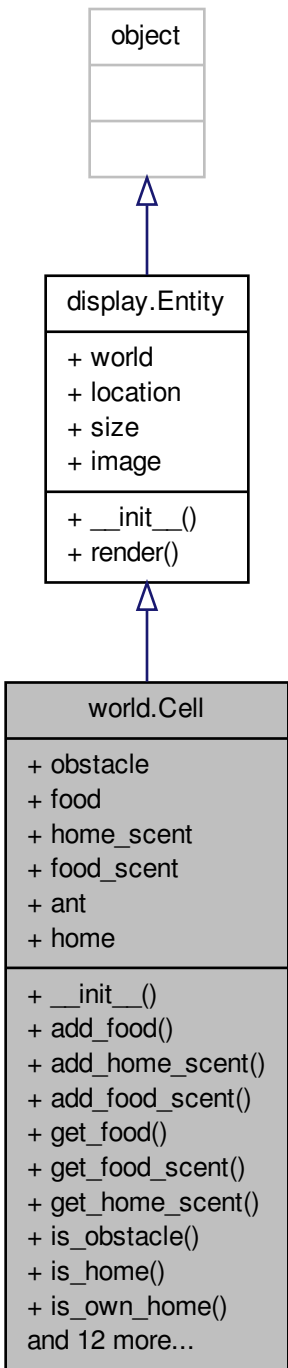 object
display.Entity
+ world
+ location
+ size
+ image
+ __init__()
+ render()
world.Cell
+ obstacle
+ food
+ home_scent
+ food_scent
+ ant
+ home
+ __init__()
+ add_food()
+ add_home_scent()
+ add_food_scent()
+ get_food()
+ get_food_scent()
+ get_home_scent()
+ is_obstacle()
+ is_home()
+ is_own_home()
and 12 more...